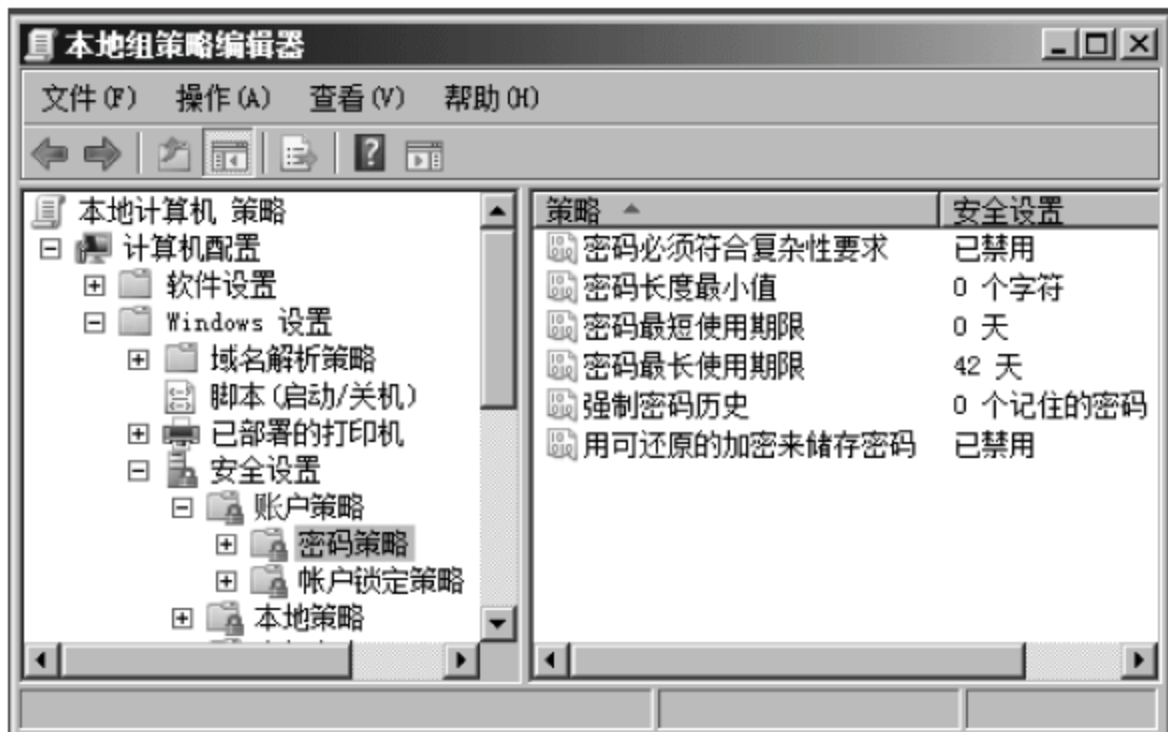 本地组策略编辑器
文件(F) 操作(A) 查看(V) 帮助(H)
本地计算机 策略
计算机配置
软件设置
Windows 设置
域名解析策略
脚本(启动/关机)
已部署的打印机
安全设置
账户策略
密码策略
帐户锁定策略
本地策略
策略 安全设置
密码必须符合复杂性要求 已禁用
密码长度最小值 0 个字符
密码最短使用期限 0 天
密码最长使用期限 42 天
强制密码历史 0 个记住的密码
用可还原的加密来储存密码 已禁用